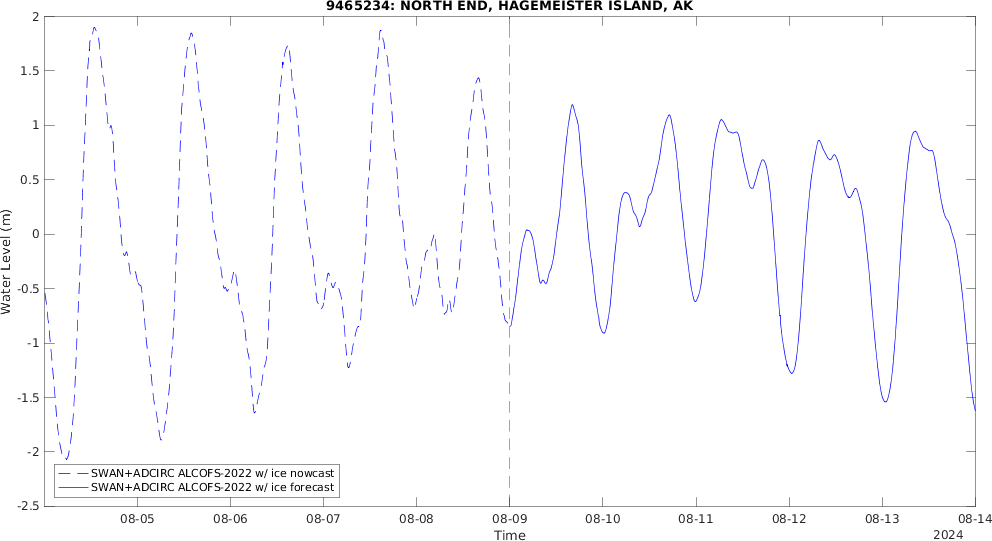 9465234: NORTH END, HAGEMEISTER ISLAND, AK
2
1.5
1
0.5
0
-0.5
-1
-1.5
-2
-2.5
Water Level (m)
SWAN+ADCIRC ALCOFS-2022 w/ ice nowcast
SWAN+ADCIRC ALCOFS-2022 w/ ice forecast
08-05 08-06 08-07 08-08 08-09 08-10 08-11 08-12 08-13 08-14
Time
2024